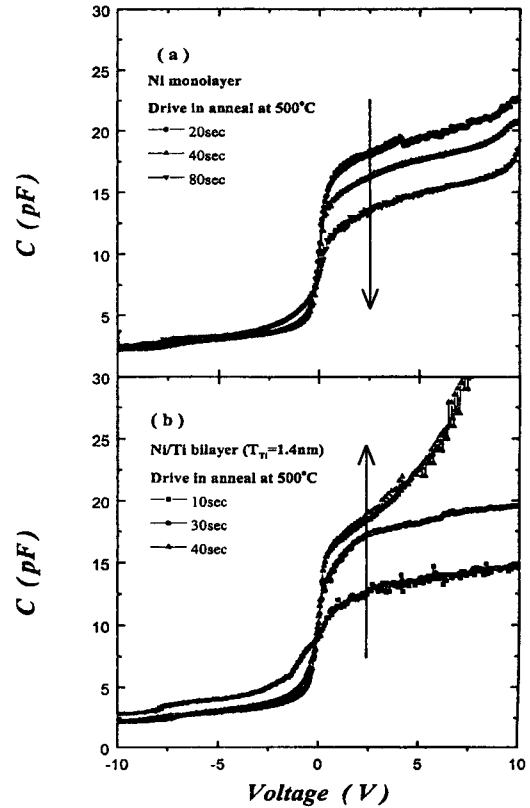 30
25
20
15
10
5
C (pF)
( a )
Ni monolayer
Drive in anneal at 500°C
20sec
40sec
80sec
30
25
20
15
10
5
0
C (pF)
( b )
Ni/Ti bilayer (T_Ti=1.4nm)
Drive in anneal at 500°C
10sec
30sec
40sec
-10 -5 0 5 10
Voltage (V)